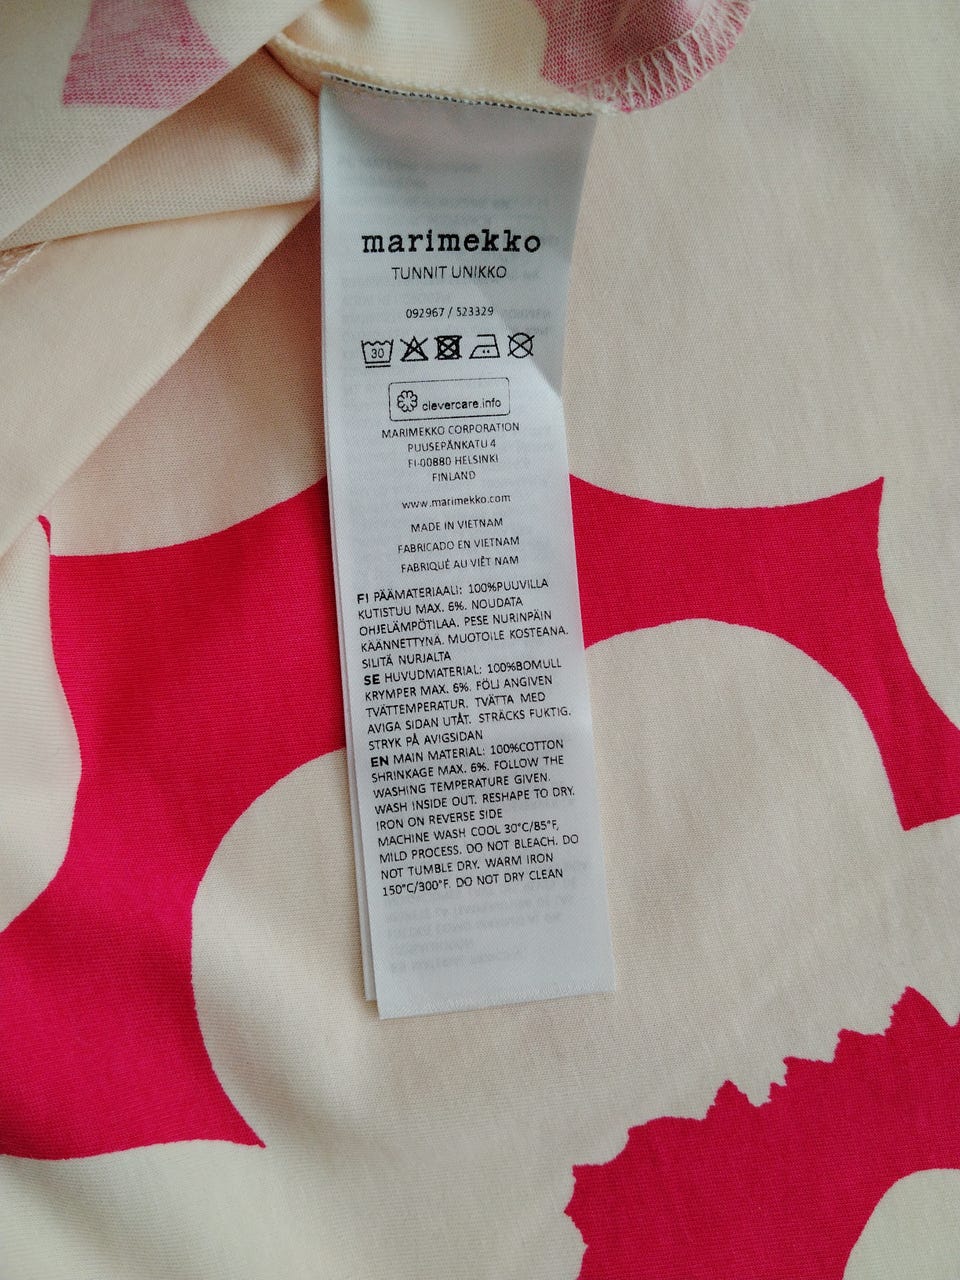 marimekko
TUNNIT UNIKKO
092967 / 523329
30
clevercare.info
MARIMEKKO CORPORATION
PUUSEPÄNKATU 4
FI-00880 HELSINKI
FINLAND
www.marimekko.com
MADE IN VIETNAM
FABRICADO EN VIETNAM
FABRIQUÉ AU VIÊT NAM
FI PÄÄMATERIAALI: 100%PUUVILLA
KUTISTUU MAX. 6%. NOUDATA
OHJELÄMPÖTILAA. PESE NURINPÄIN
KÄÄNNETTYNÄ. MUOTOILE KOSTEANA.
SILITÄ NURJALTA
SE HUVUDMATERIAL: 100%BOMULL
KRYMPER MAX. 6%. FÖLJ ANGIVEN
TVÄTTEMPERATUR. TVÄTTA MED
AVIGA SIDAN UTÅT. STRÄCKS FUKTIG.
STRYK PÅ AVIGSIDAN
EN MAIN MATERIAL: 100%COTTON
SHRINKAGE MAX. 6%. FOLLOW THE
WASHING TEMPERATURE GIVEN.
WASH INSIDE OUT. RESHAPE TO DRY.
IRON ON REVERSE SIDE
MACHINE WASH COOL 30°C/85°F,
MILD PROCESS. DO NOT BLEACH. DO
NOT TUMBLE DRY. WARM IRON
150°C/300°F. DO NOT DRY CLEAN